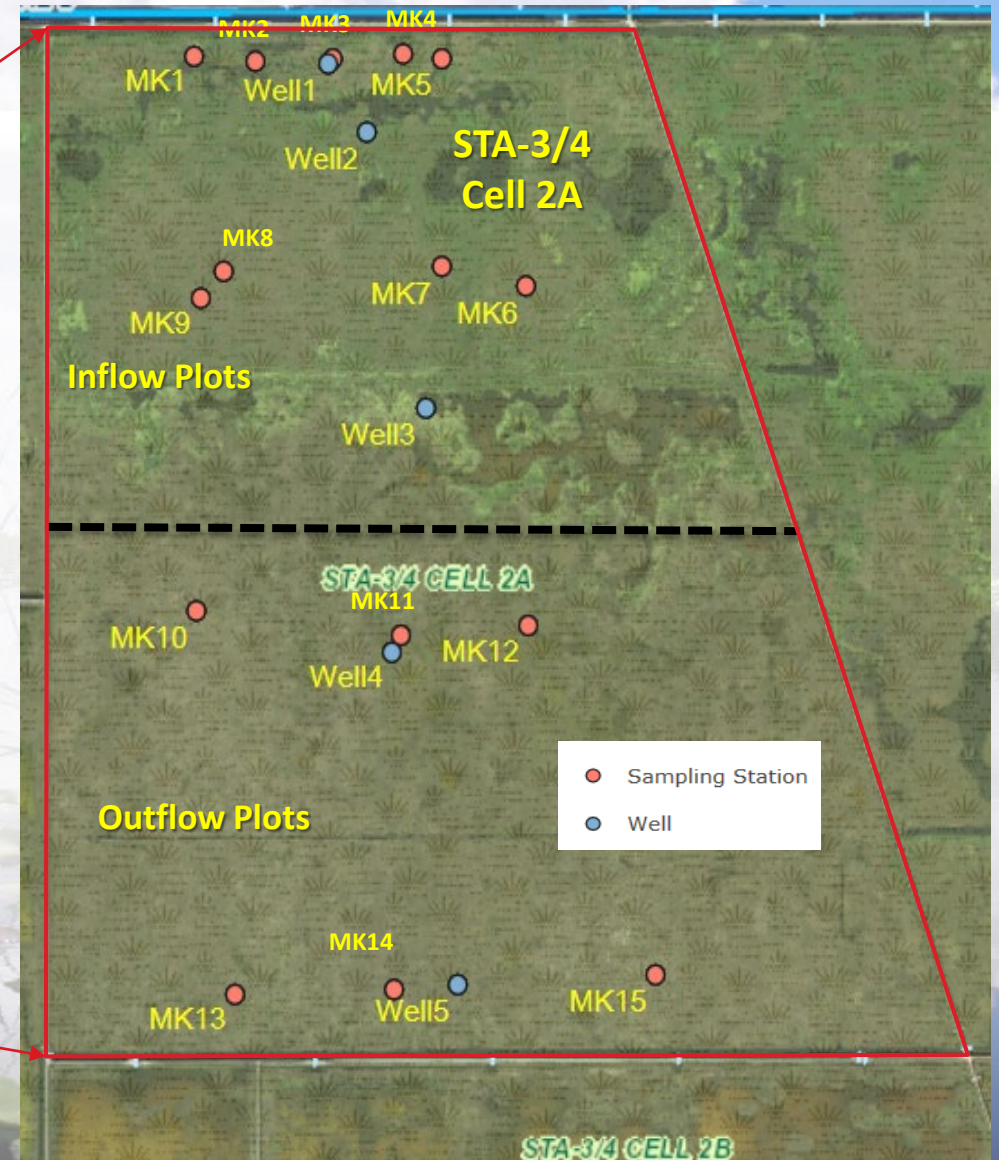 MK2
MK3
MK4
MK1
Well1
MK5
Well2
STA-3/4
Cell 2A
MK8
MK7
MK6
MK9
Inflow Plots
Well3
STA-3/4 CELL 2A
MK11
MK10
MK12
Well4
Sampling Station
Well
Outflow Plots
MK14
MK13
Well5
MK15
STA-3/4 CELL 2B